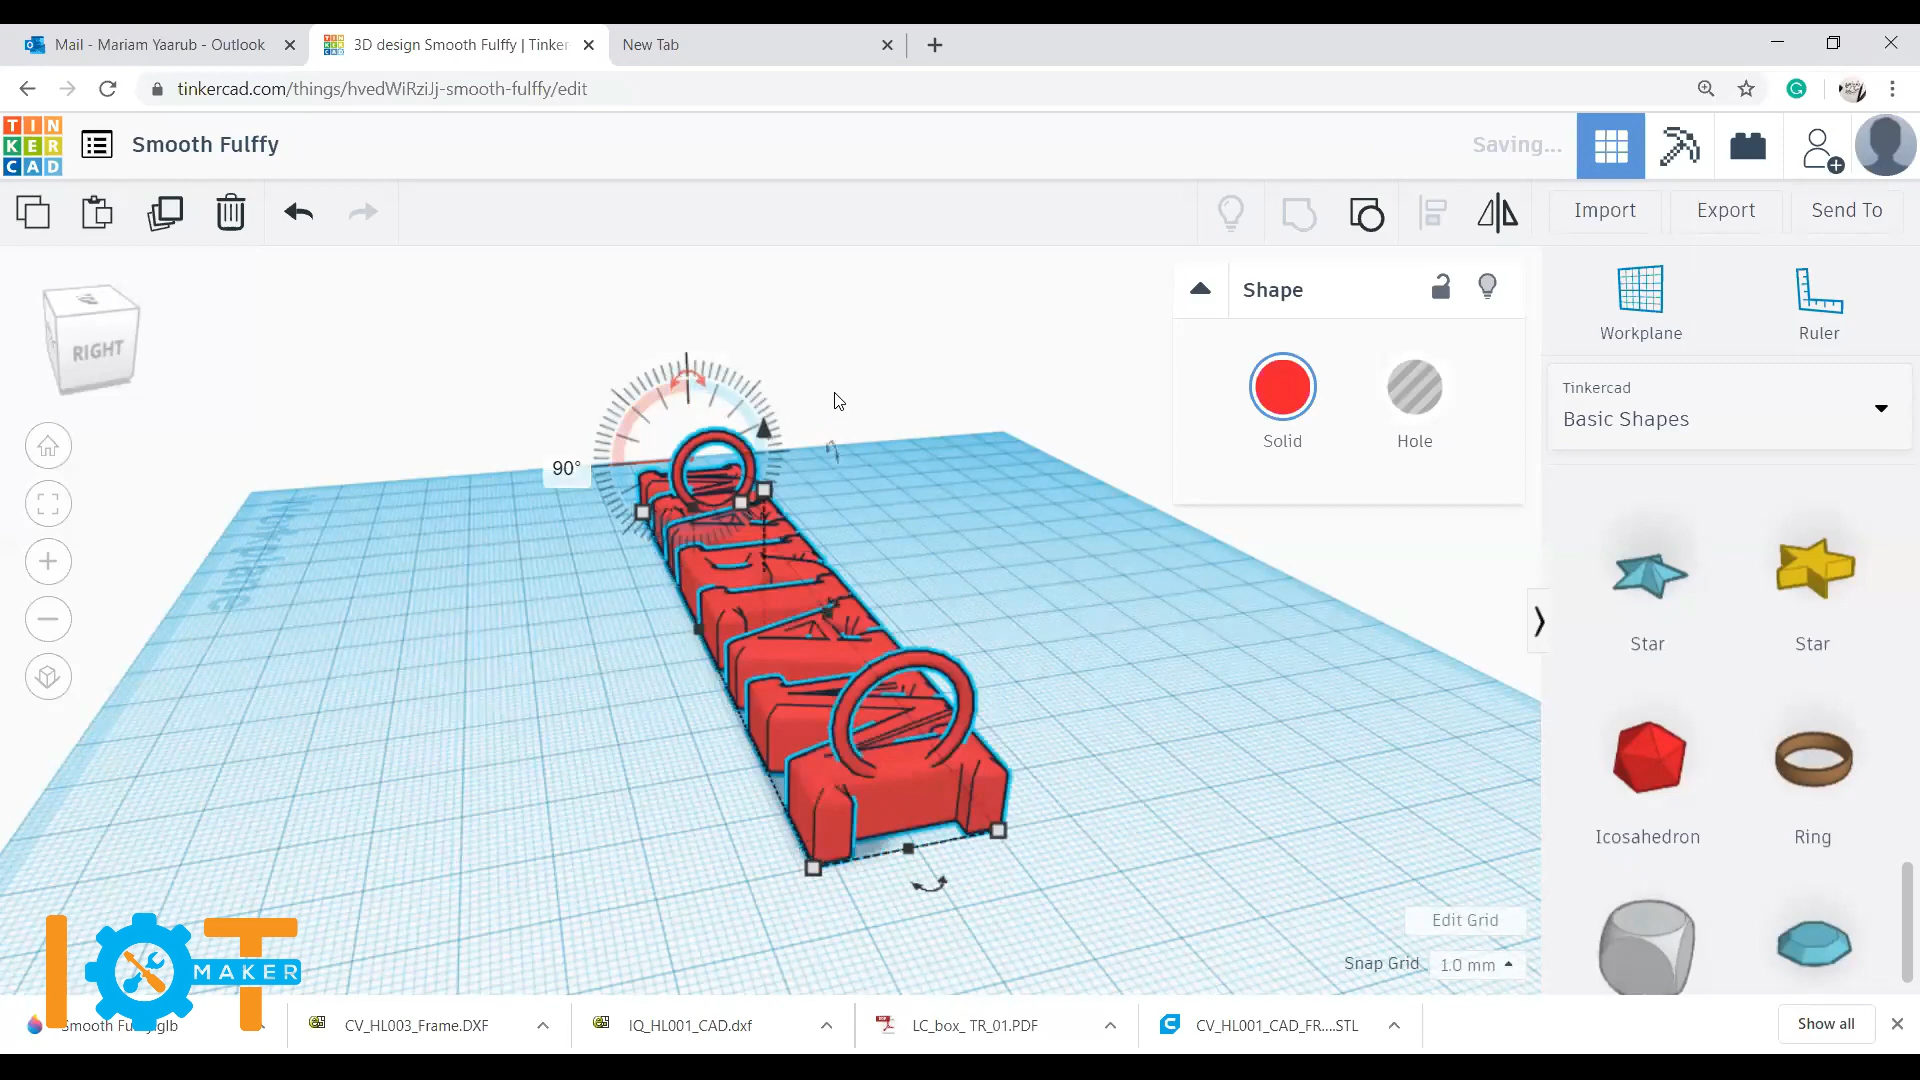 Mail - Mariam Yaarub - Outlook
3D design Smooth Fulffy | Tinker
New Tab
tinkercad.com/things/hvedWiRziJj-smooth-fulffy/edit
TIN
KER
CAD
Smooth Fulffy
Saving...
Import
Export
Send To
RIGHT
Shape
Solid
Hole
Workplane
Ruler
Tinkercad
Basic Shapes
90°
Star
Star
Icosahedron
Ring
Edit Grid
Snap Grid
1.0 mm
IOT
MAKER
CV_HL003_Frame.DXF
IQ_HL001_CAD.dxf
LC_box_ TR_01.PDF
CV_HL001_CAD_FR....STL
Show all